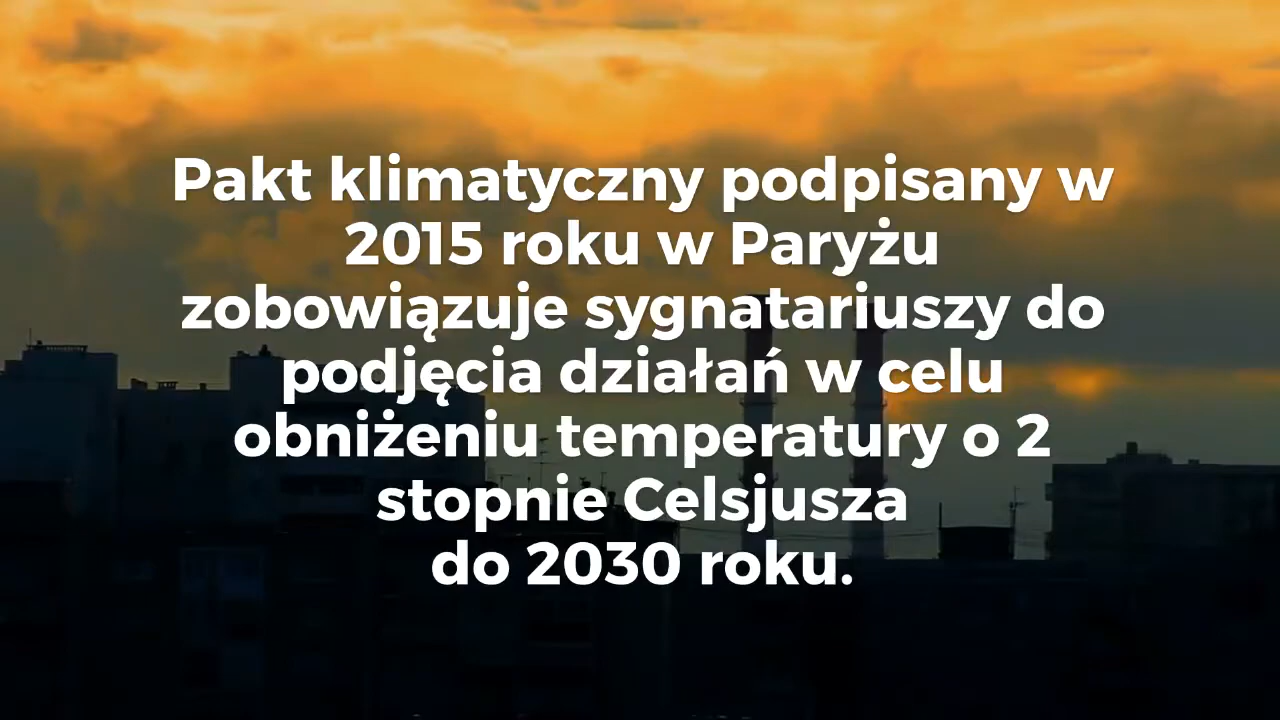 Pakt klimatyczny podpisany w
2015 roku w Paryżu
zobowiązuje sygnatariuszy do
podjęcia działań w celu
obniżeniu temperatury o 2
stopnie Celsjusza
do 2030 roku.